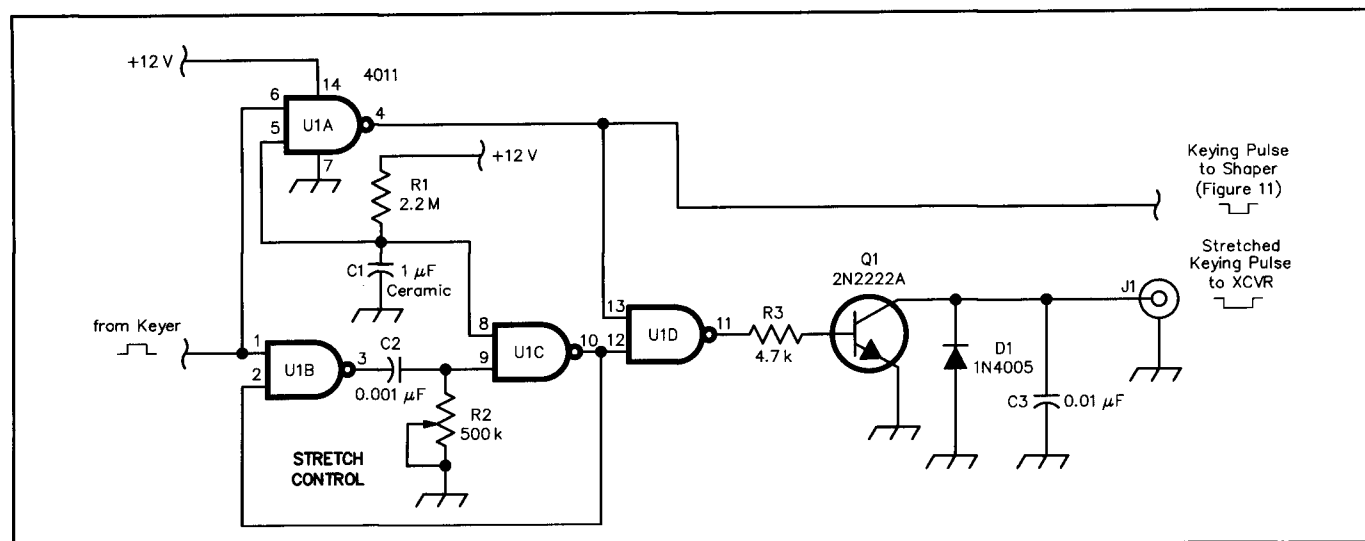 +12 V
14
4011
6
5
U1A
4
7
+12 V
R1
2.2 M
C1
1 µF
Ceramic
Keying Pulse
to Shaper
(Figure 11)
Stretched
Keying Pulse
to XCVR
J1
from Keyer
1
2
U1B
3
C2
0.001 µF
8
9
U1C
10
R2
500 k
STRETCH
CONTROL
13
12
U1D
11
R3
4.7 k
Q1
2N2222A
D1
1N4005
C3
0.01 µF